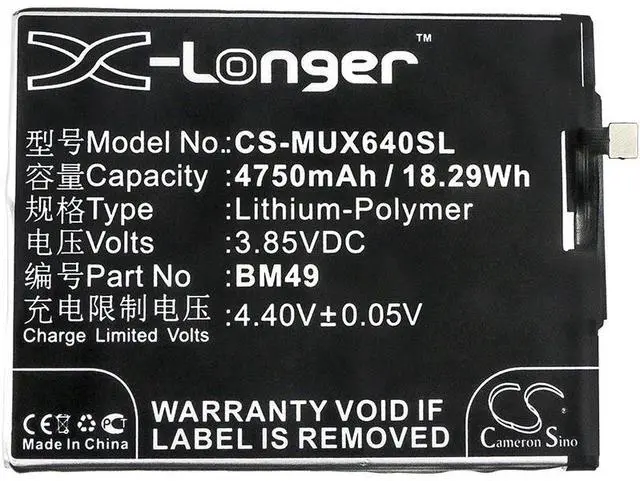 X-Longer™
型号Model No.:CS-MUX640SL
容量Capacity :4750mAh / 18.29Wh
规格Type :Lithium-Polymer
电压Volts :3.85VDC
编号Part No :BM49
充电限制电压 :4.40V±0.05V
Charge Limited Volts
CE PCT
Made In China
WARRANTY VOID IF
LABEL IS REMOVED
CS
Cameron Sino